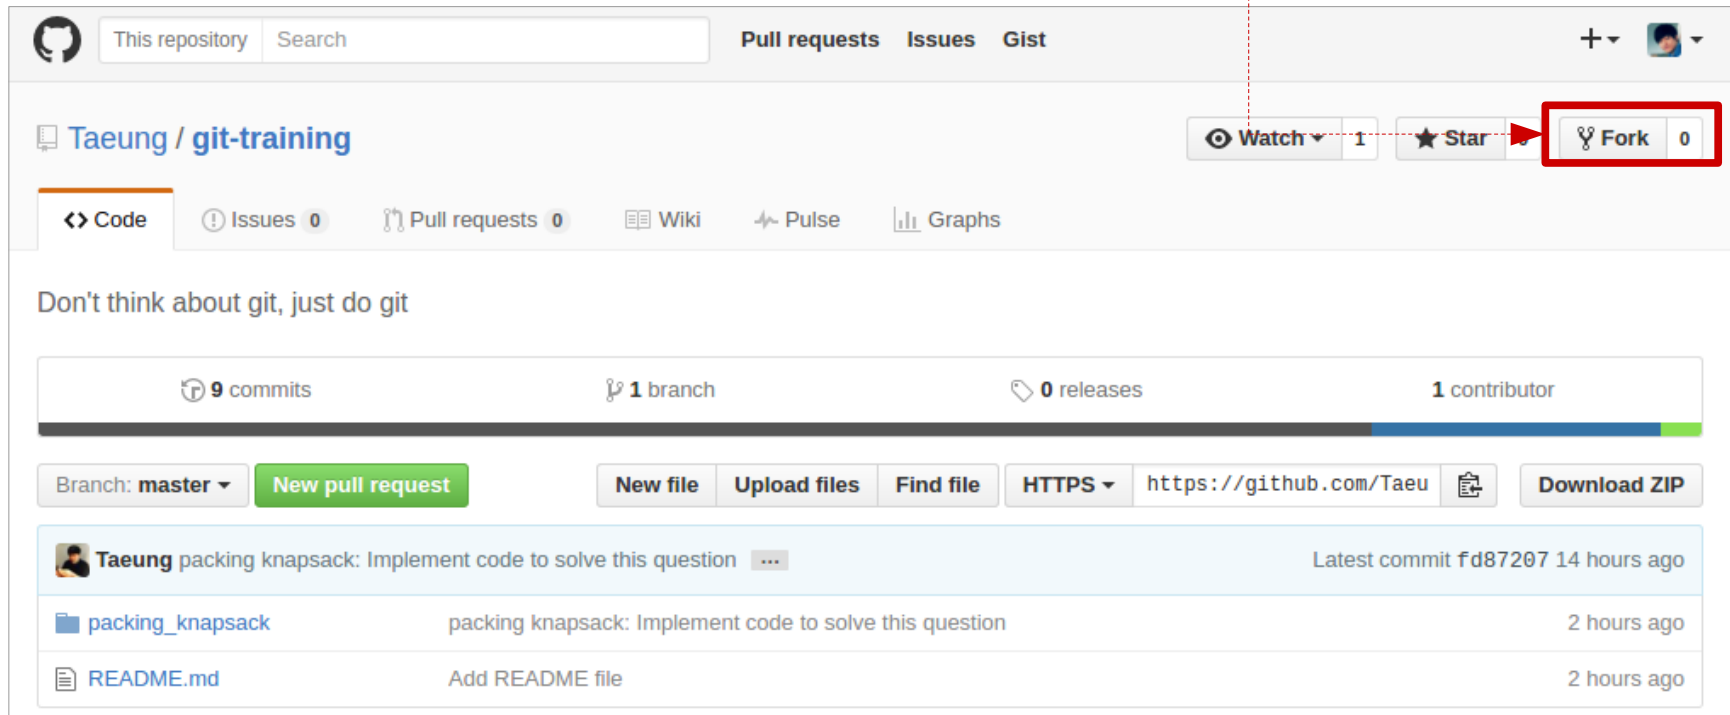 This repository Search Pull requests Issues Gist
Taeung / git-training Watch 1 Star Fork 0
Code Issues 0 Pull requests 0 Wiki Pulse Graphs
Don't think about git, just do git
9 commits 1 branch 0 releases 1 contributor
Branch: master New pull request New file Upload files Find file HTTPS https://github.com/Taeu Download ZIP
Taeung packing knapsack: Implement code to solve this question ... Latest commit fd87207 14 hours ago
packing_knapsack packing knapsack: Implement code to solve this question 2 hours ago
README.md Add README file 2 hours ago